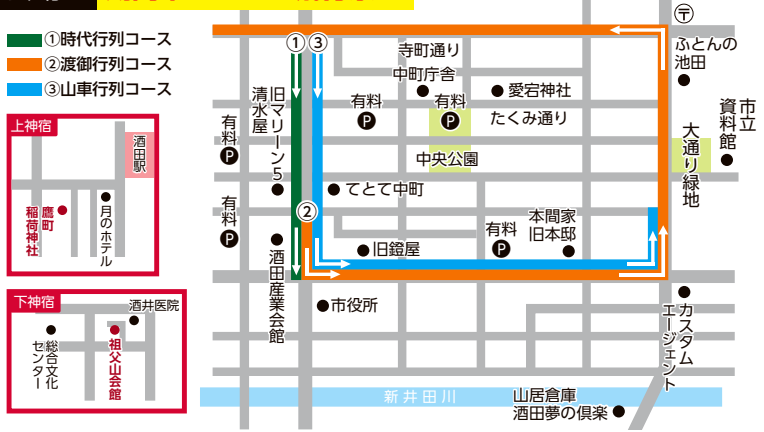 ①時代行列コース
②渡御行列コース
③山車行列コース
上神宿
酒田駅
鷹町
稲荷神社
月のホテル
下神宿
酒井医院
総合文化
センター
祖父山会館
①
③
寺町通り
中町庁舎
愛宕神社
有料
P
有料
P
たくみ通り
中央公園
旧マリーン5
清水屋
有料
P
有料
P
てとて中町
②
旧鐙屋
有料
P
本間家
旧本邸
酒田産業会館
市役所
〒
ふとんの
池田
市立
資料館
大通り緑地
カスタム
エージェント
新井田川
山居倉庫
酒田夢の倶楽